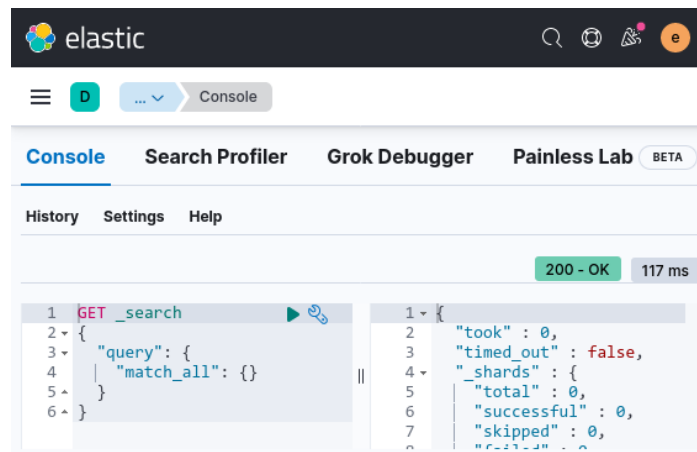 elastic
e
D
... Console
Console Search Profiler Grok Debugger Painless Lab BETA
History Settings Help
200 - OK 117 ms
1 GET _search
2 {
3 "query": {
4 "match_all": {}
5 }
6 }
1 {
2 "took" : 0,
3 "timed_out" : false,
4 "_shards" : {
5 "total" : 0,
6 "successful" : 0,
7 "skipped" : 0,